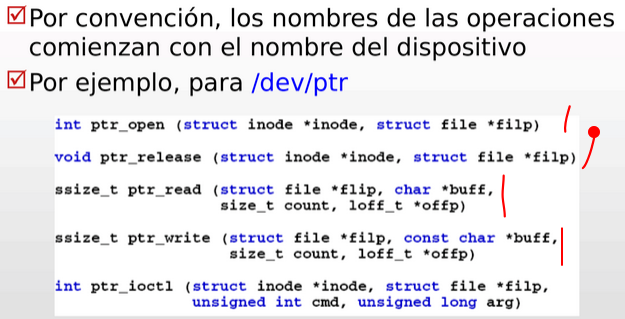 Por convención, los nombres de las operaciones
comienzan con el nombre del dispositivo
Por ejemplo, para /dev/ptr
int ptr_open (struct inode *inode, struct file *filp)
void ptr_release (struct inode *inode, struct file *filp)
ssize_t ptr_read (struct file *flip, char *buff,
size_t count, loff_t *offp)
ssize_t ptr_write (struct file *filp, const char *buff,
size_t count, loff_t *offp)
int ptr_ioctl (struct inode *inode, struct file *filp,
unsigned int cmd, unsigned long arg)